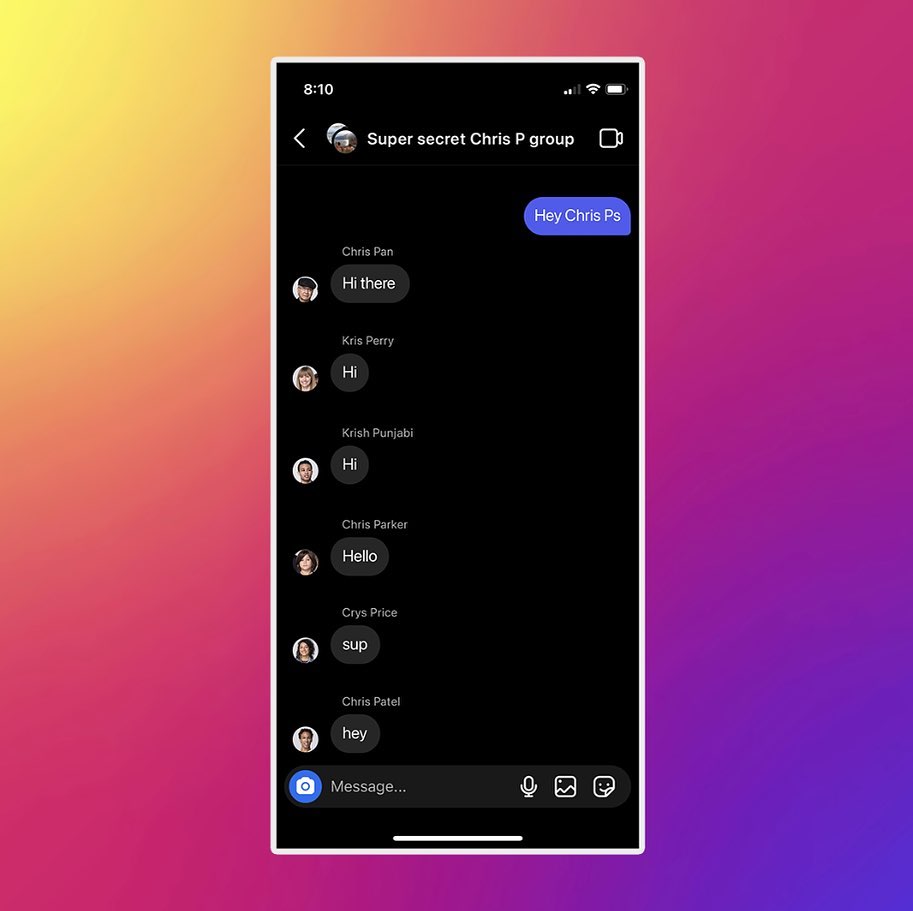 8:10
Super secret Chris P group
Hey Chris Ps
Chris Pan
Hi there
Kris Perry
Hi
Krish Punjabi
Hi
Chris Parker
Hello
Crys Price
sup
Chris Patel
hey
Message...